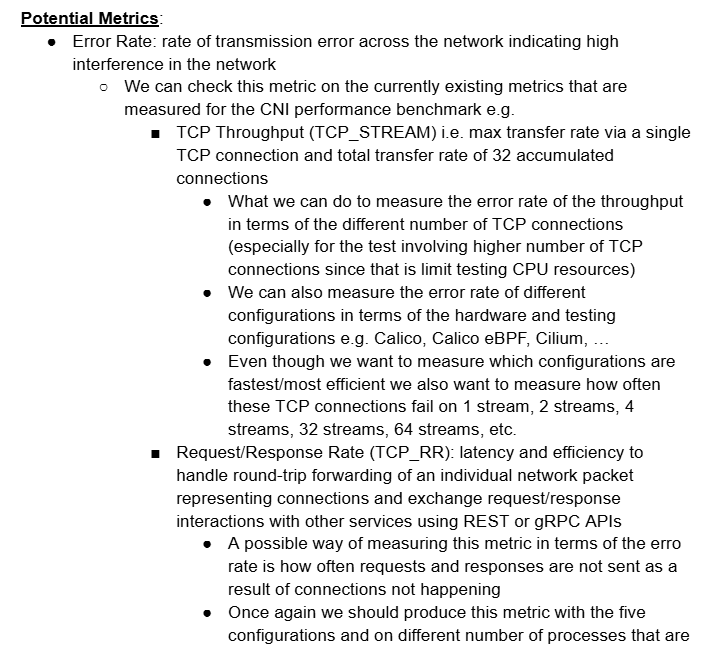 Potential Metrics:
● Error Rate: rate of transmission error across the network indicating high
interference in the network
○ We can check this metric on the currently existing metrics that are
measured for the CNI performance benchmark e.g.
■ TCP Throughput (TCP_STREAM) i.e. max transfer rate via a single
TCP connection and total transfer rate of 32 accumulated
connections
● What we can do to measure the error rate of the throughput
in terms of the different number of TCP connections
(especially for the test involving higher number of TCP
connections since that is limit testing CPU resources)
● We can also measure the error rate of different
configurations in terms of the hardware and testing
configurations e.g. Calico, Calico eBPF, Cilium, …
● Even though we want to measure which configurations are
fastest/most efficient we also want to measure how often
these TCP connections fail on 1 stream, 2 streams, 4
streams, 32 streams, 64 streams, etc.
■ Request/Response Rate (TCP_RR): latency and efficiency to
handle round-trip forwarding of an individual network packet
representing connections and exchange request/response
interactions with other services using REST or gRPC APIs
● A possible way of measuring this metric in terms of the erro
rate is how often requests and responses are not sent as a
result of connections not happening
● Once again we should produce this metric with the five
configurations and on different number of processes that are